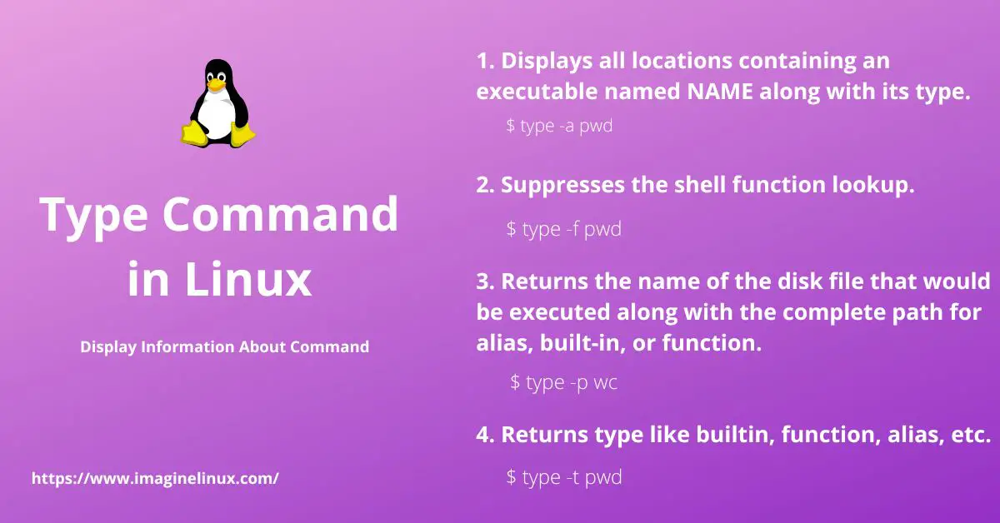 Type Command
in Linux
Display Information About Command
https://www.imaginelinux.com/
1. Displays all locations containing an
executable named NAME along with its type.
$ type -a pwd
2. Suppresses the shell function lookup.
$ type -f pwd
3. Returns the name of the disk file that would
be executed along with the complete path for
alias, built-in, or function.
$ type -p wc
4. Returns type like builtin, function, alias, etc.
$ type -t pwd